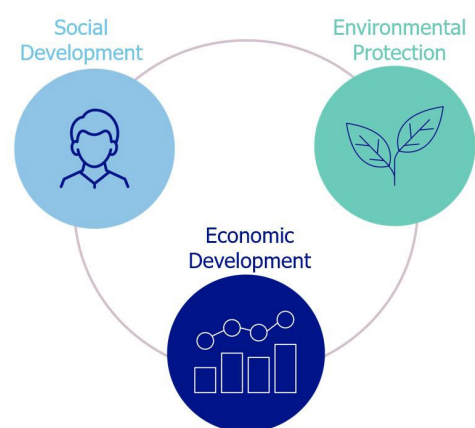 Social
Development
Environmental
Protection
Economic
Development